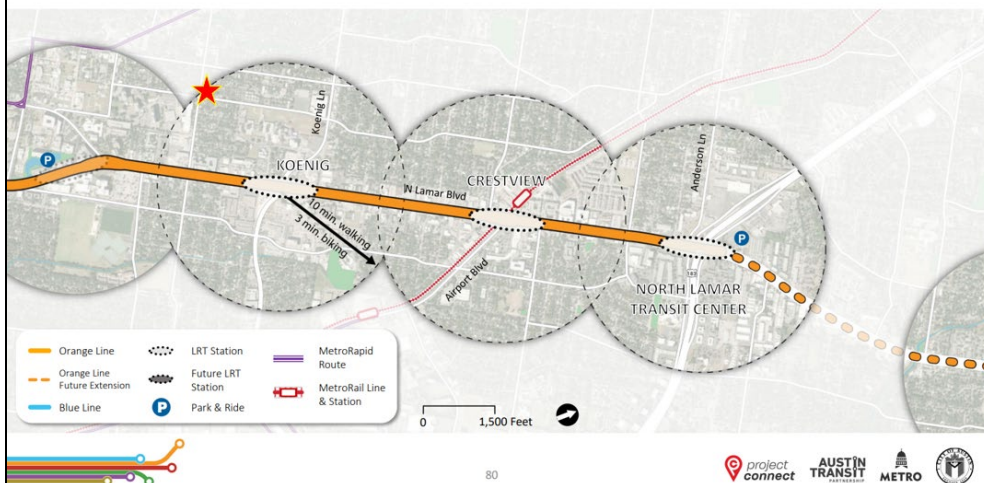 Koenig Ln
Anderson Ln
KOENIG
CRESTVIEW
N Lamar Blvd
10 min. walking
3 min. biking
Airport Blvd
P
P
183
NORTH LAMAR
TRANSIT CENTER
Orange Line
Orange Line
Future Extension
Blue Line
LRT Station
Future LRT
Station
P Park & Ride
MetroRapid
Route
MetroRail Line
& Station
0 1,500 Feet
80
project
connect
AUSTIN
TRANSIT
PARTNERSHIP
METRO